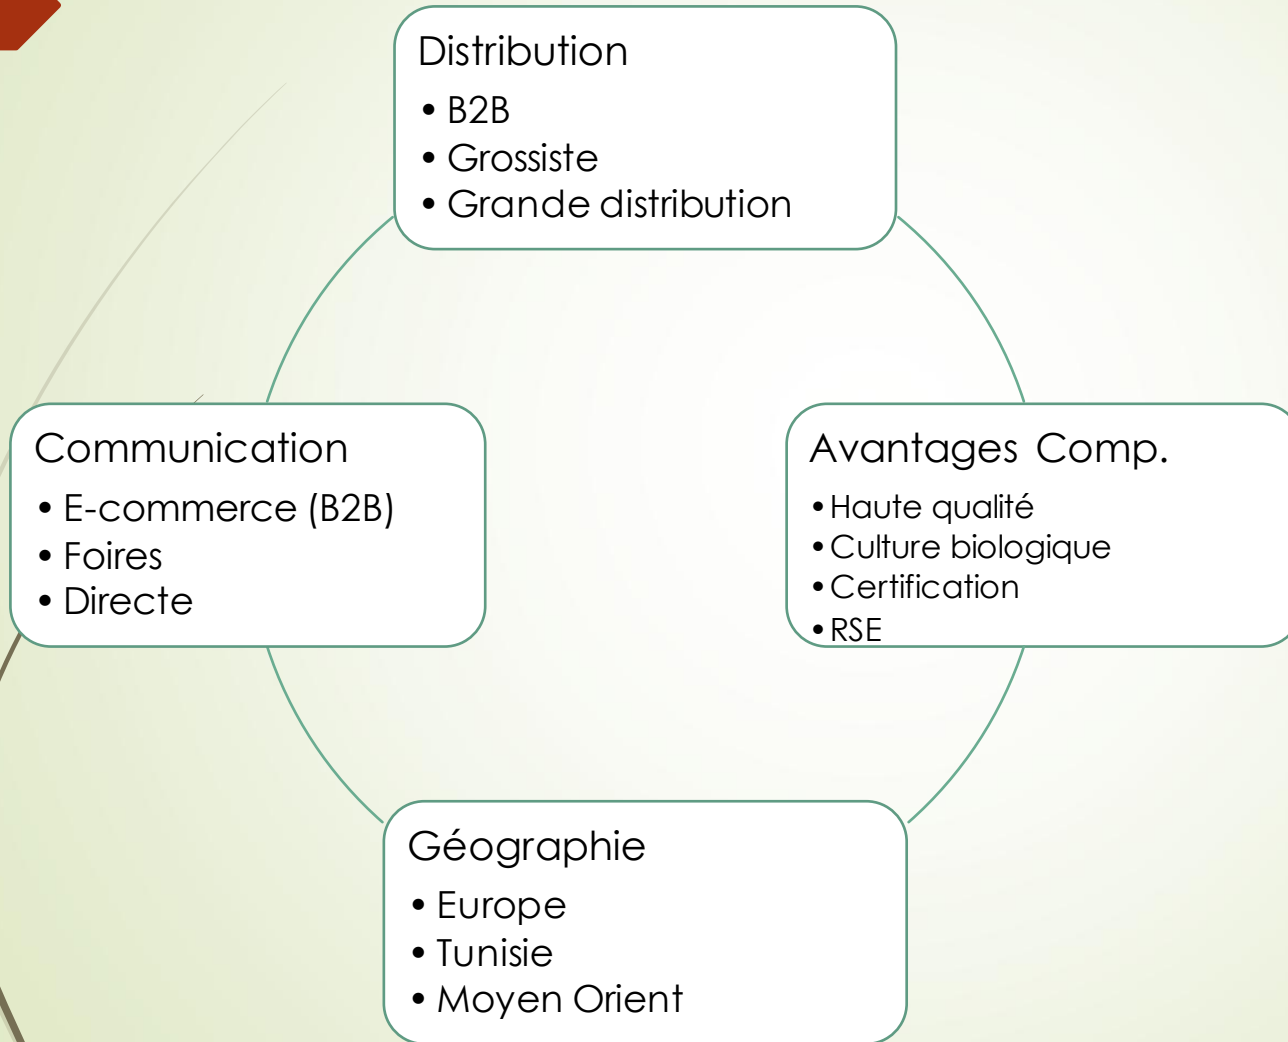 Distribution
• B2B
• Grossiste
• Grande distribution
Communication
• E-commerce (B2B)
• Foires
• Directe
Avantages Comp.
• Haute qualité
• Culture biologique
• Certification
• RSE
Géographie
• Europe
• Tunisie
• Moyen Orient